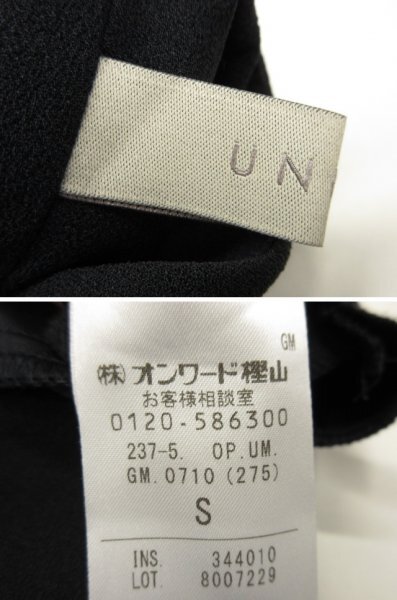 UN
GM
㈱オンワード樫山
お客様相談室
0120-586300
237-5. OP.UM.
GM.0710 (275)
S
INS. 344010
LOT. 8007229